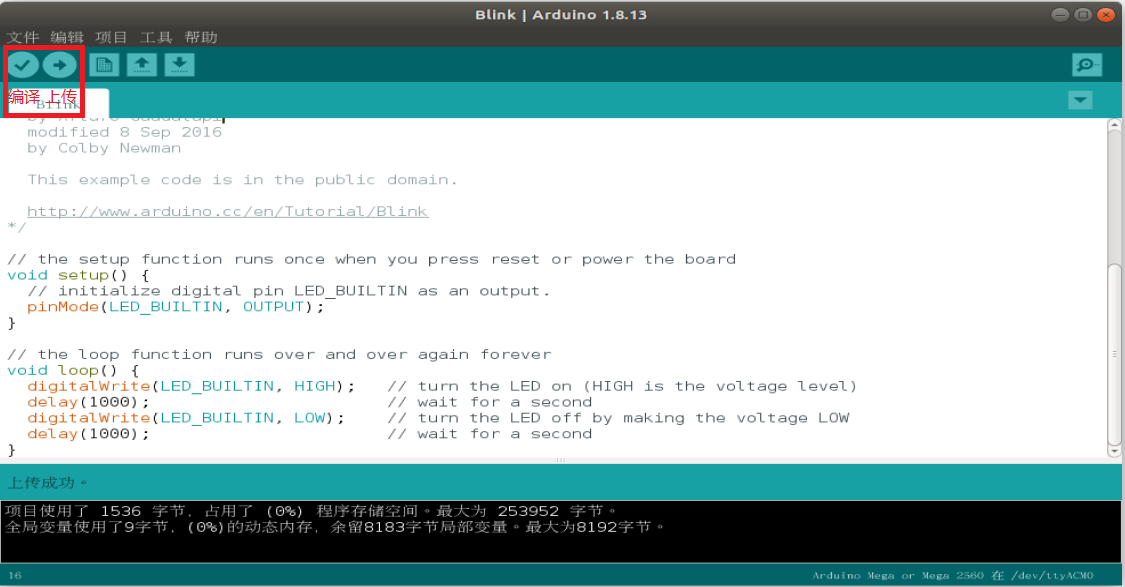 Blink | Arduino 1.8.13
文件 编辑 项目 工具 帮助
编译 上传
Blink
by Arturo Guadalupi
modified 8 Sep 2016
by Colby Newman
This example code is in the public domain.
http://www.arduino.cc/en/Tutorial/Blink
*/
// the setup function runs once when you press reset or power the board
void setup() {
// initialize digital pin LED_BUILTIN as an output.
pinMode(LED_BUILTIN, OUTPUT);
}
// the loop function runs over and over again forever
void loop() {
digitalWrite(LED_BUILTIN, HIGH); // turn the LED on (HIGH is the voltage level)
delay(1000); // wait for a second
digitalWrite(LED_BUILTIN, LOW); // turn the LED off by making the voltage LOW
delay(1000); // wait for a second
}
上传成功。
项目使用了 1536 字节，占用了 (0%) 程序存储空间。最大为 253952 字节。
全局变量使用了9字节，(0%)的动态内存，余留8183字节局部变量。最大为8192字节。
16
Arduino Mega or Mega 2560 在 /dev/ttyACM0